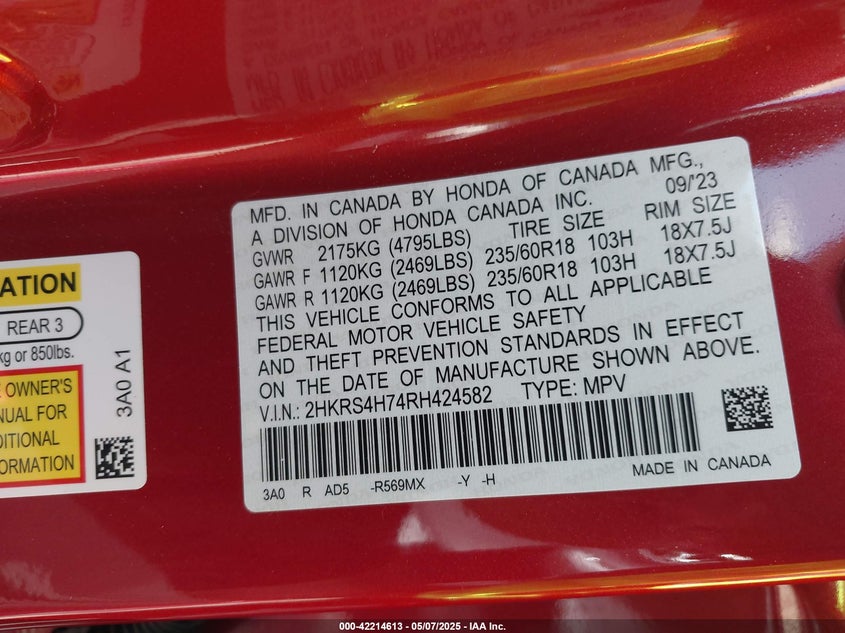 MFD. IN CANADA BY HONDA OF CANADA MFG.,
A DIVISION OF HONDA CANADA INC. 09/'23
GVWR 2175KG (4795LBS) TIRE SIZE RIM SIZE
GAWR F 1120KG (2469LBS) 235/60R18 103H 18X7.5J
GAWR R 1120KG (2469LBS) 235/60R18 103H 18X7.5J
THIS VEHICLE CONFORMS TO ALL APPLICABLE
FEDERAL MOTOR VEHICLE SAFETY
AND THEFT PREVENTION STANDARDS IN EFFECT
ON THE DATE OF MANUFACTURE SHOWN ABOVE.
V.I.N.: 2HKRS4H74RH424582 TYPE: MPV
3A0 R AD5 -R569MX -Y -H MADE IN CANADA
ATION
REAR 3
kg or 850lbs.
OWNER'S
NUAL FOR
DITIONAL
FORMATION
3A0 A1
000-42214613 - 05/07/2025 - IAA Inc.